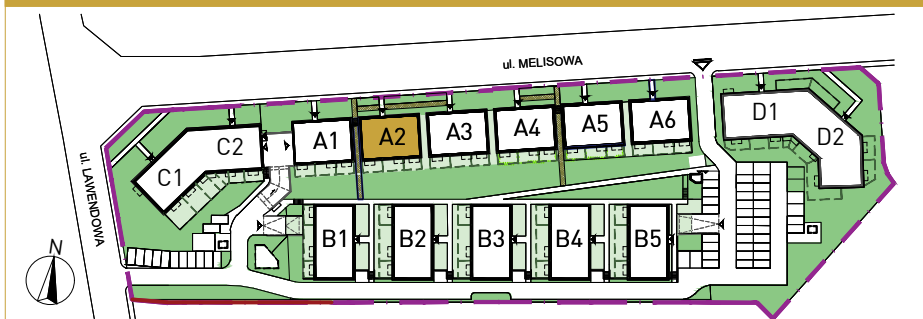 ul. MELISOWA
ul. LAWENDOWA
C1
C2
A1
A2
A3
A4
A5
A6
D1
D2
B1
B2
B3
B4
B5
N